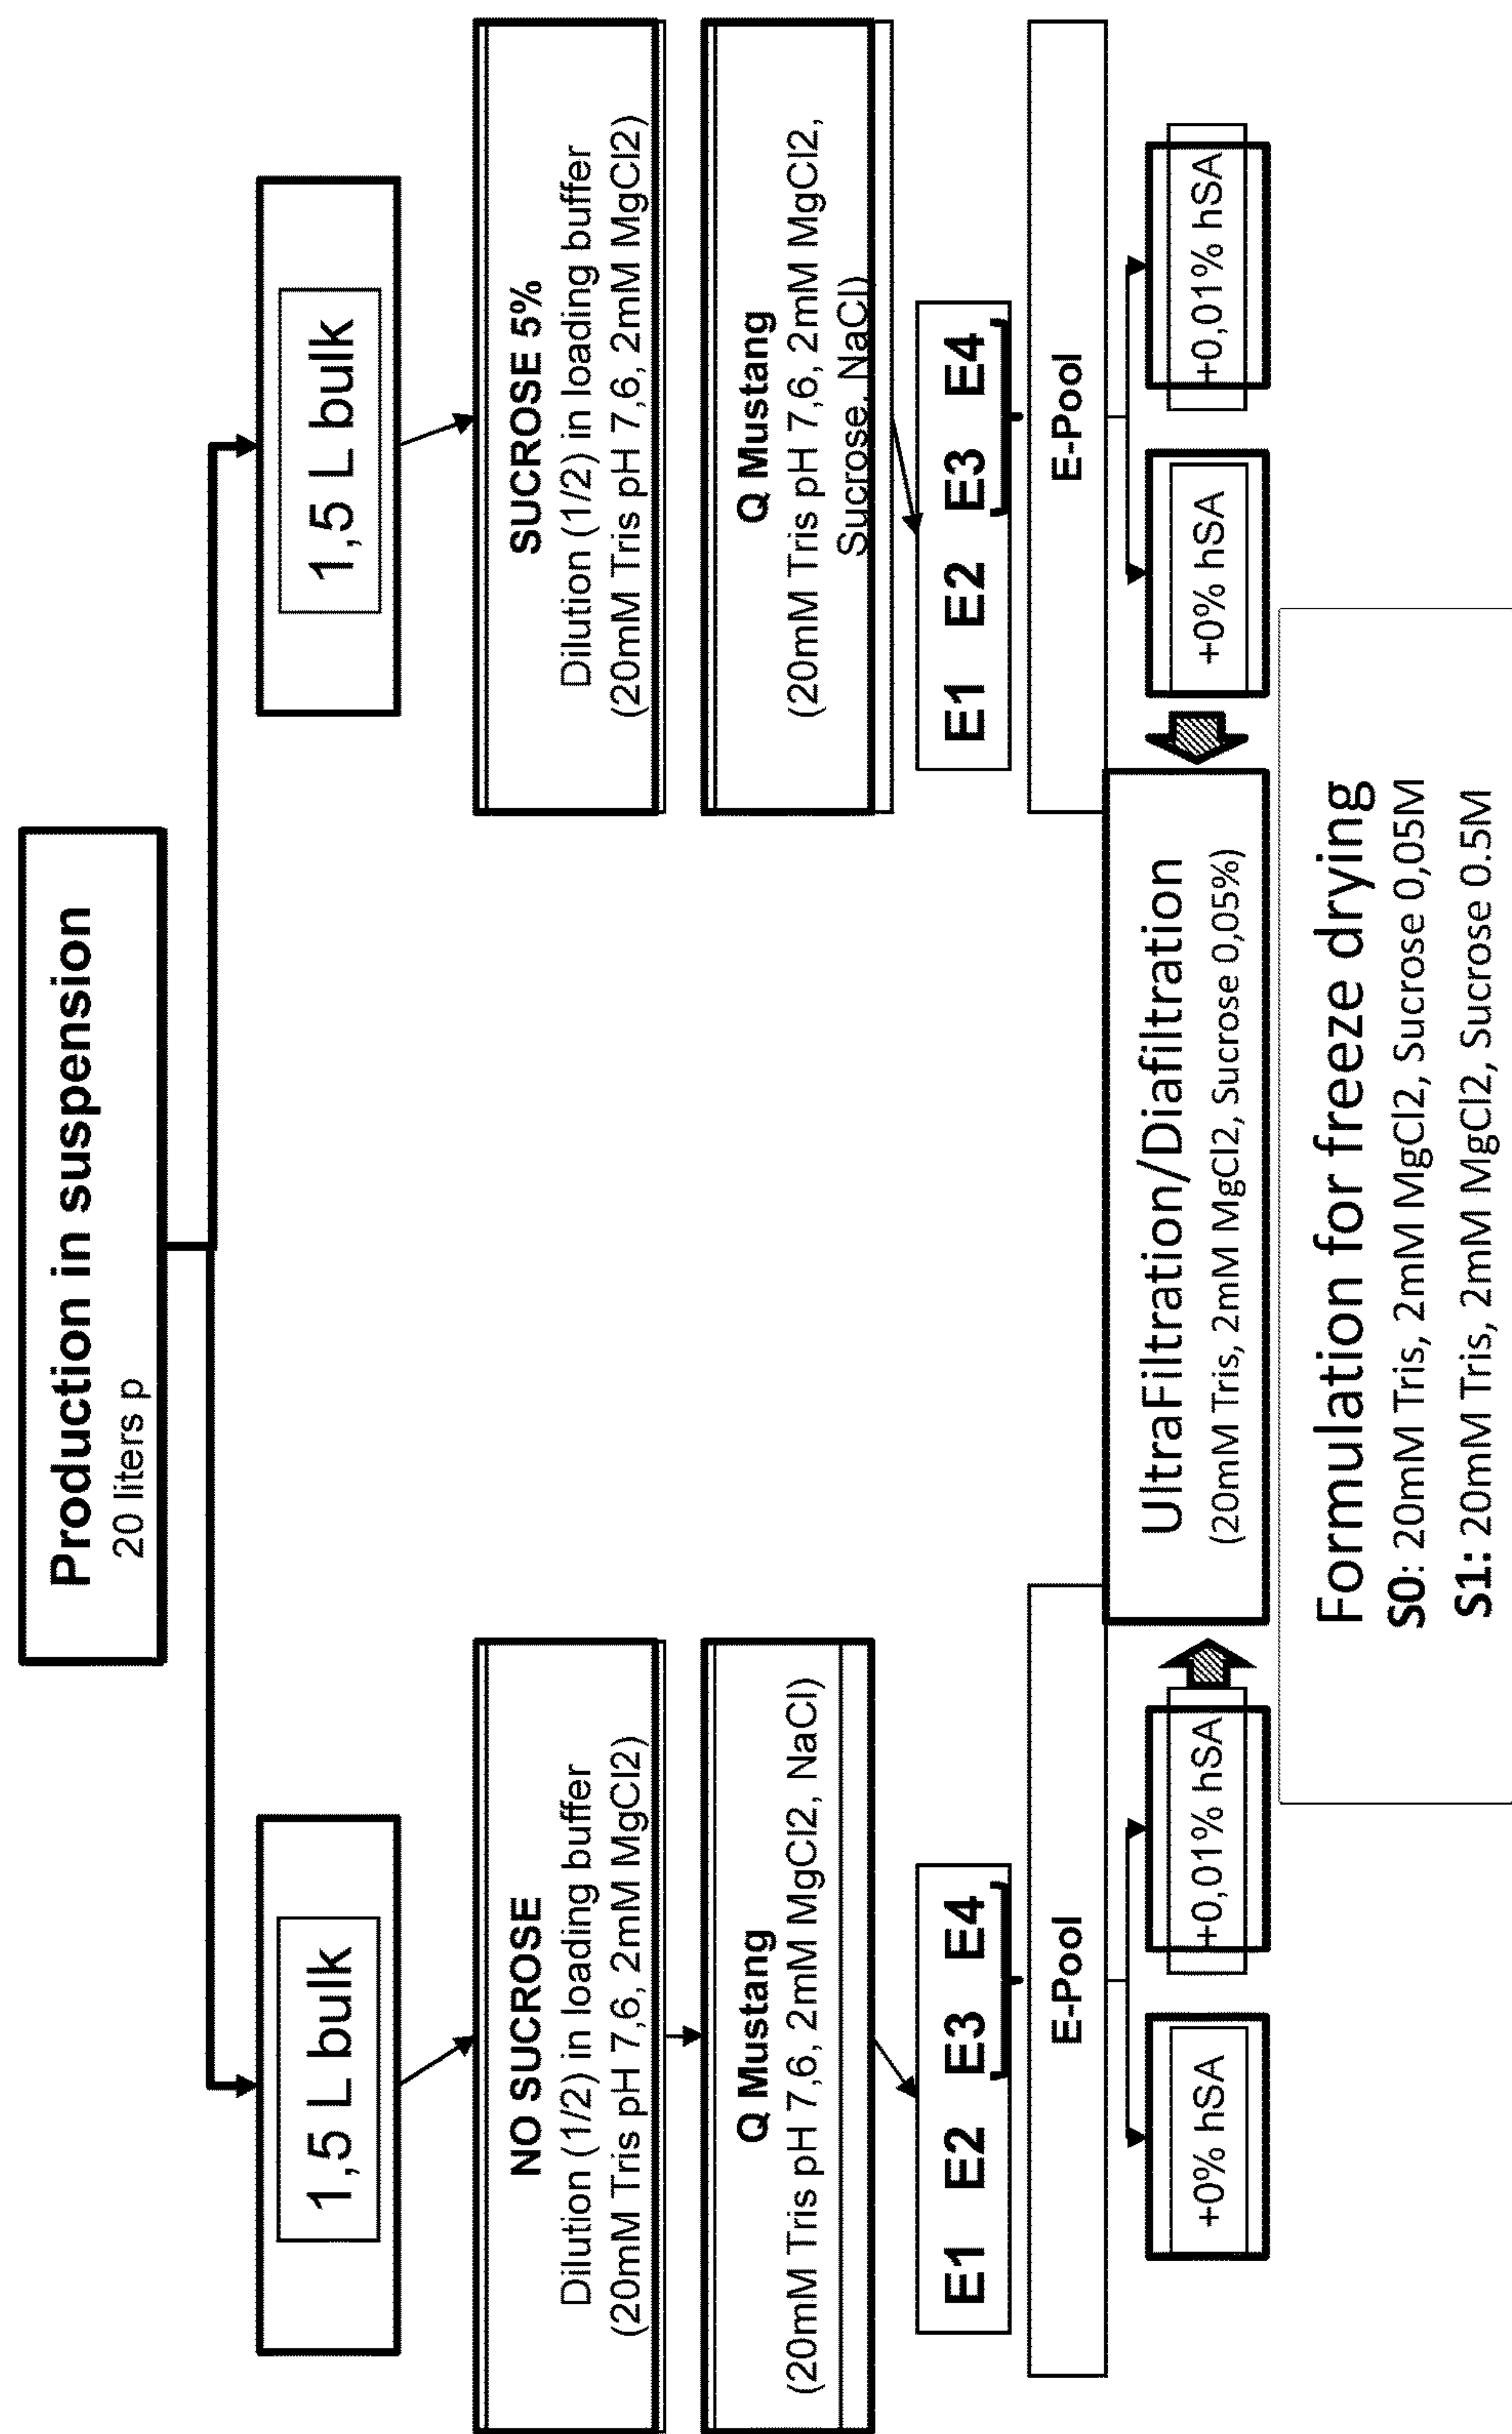 Production in suspension
20 liters p
1,5 L bulk
NO SUCROSE
Dilution (1/2) in loading buffer
(20mM Tris pH 7,6, 2mM MgCl2)
Q Mustang
(20mM Tris pH 7,6, 2mM MgCl2, NaCl)
E1 E2 E3 E4
E-Pool
+0% hSA
+0,01% hSA
1,5 L bulk
SUCROSE 5%
Dilution (1/2) in loading buffer
(20mM Tris pH 7,6, 2mM MgCl2)
Q Mustang
(20mM Tris pH 7,6, 2mM MgCl2,
Sucrose, NaCl)
E1 E2 E3 E4
E-Pool
+0% hSA
+0,01% hSA
UltraFiltration/Diafiltration
(20mM Tris, 2mM MgCl2, Sucrose 0,05%)
Formulation for freeze drying
S0: 20mM Tris, 2mM MgCl2, Sucrose 0,05M
S1: 20mM Tris, 2mM MgCl2, Sucrose 0.5M